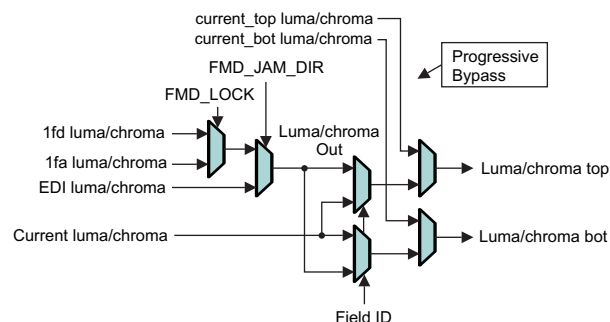 current_top luma/chroma
current_bot luma/chroma
Progressive
Bypass
FMD_JAM_DIR
FMD_LOCK
1fd luma/chroma
Luma/chroma
Out
1fa luma/chroma
Luma/chroma top
EDI luma/chroma
Current luma/chroma
Luma/chroma bot
Field ID